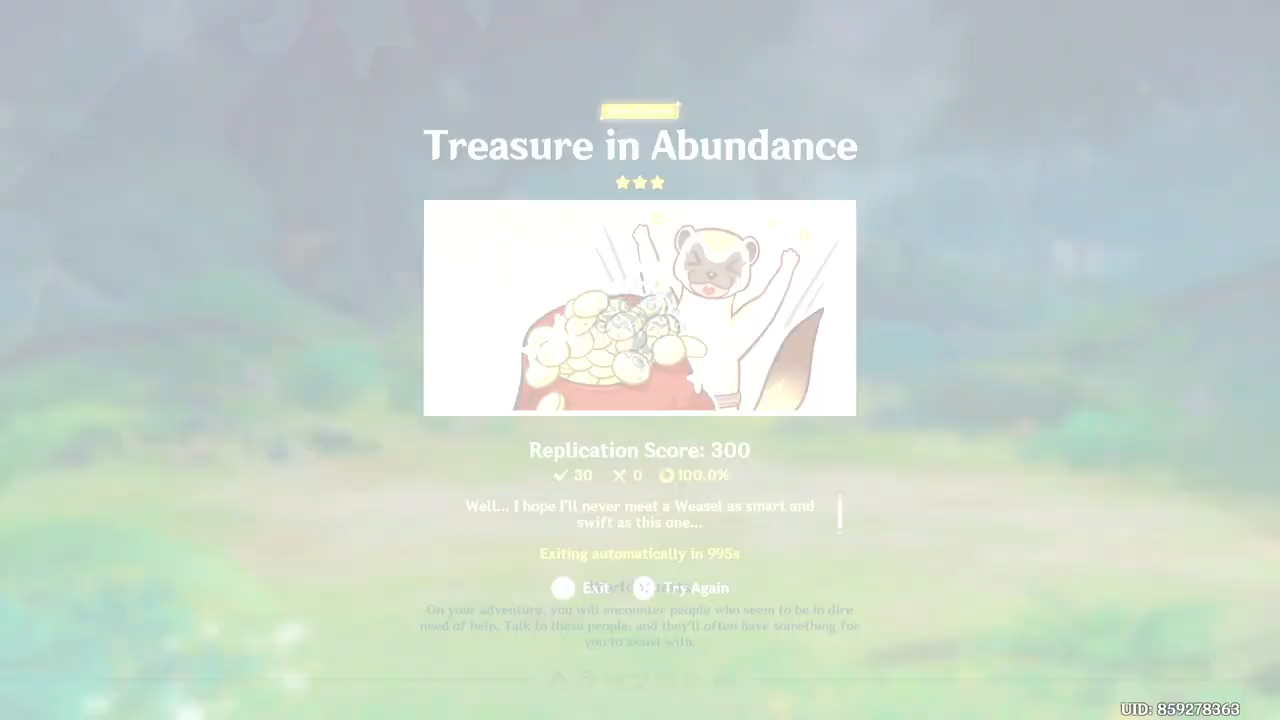 Treasure in Abundance
Replication Score: 300
30 0 100.0%
Well... I hope I'll never meet a Weasel as smart and
swift as this one...
Exiting automatically in 995s
Exit Try Again
On your adventure, you will encounter people who seem to be in dire
need of help. Talk to these people, and they'll often have something for
you to assist with.
UID: 859278363